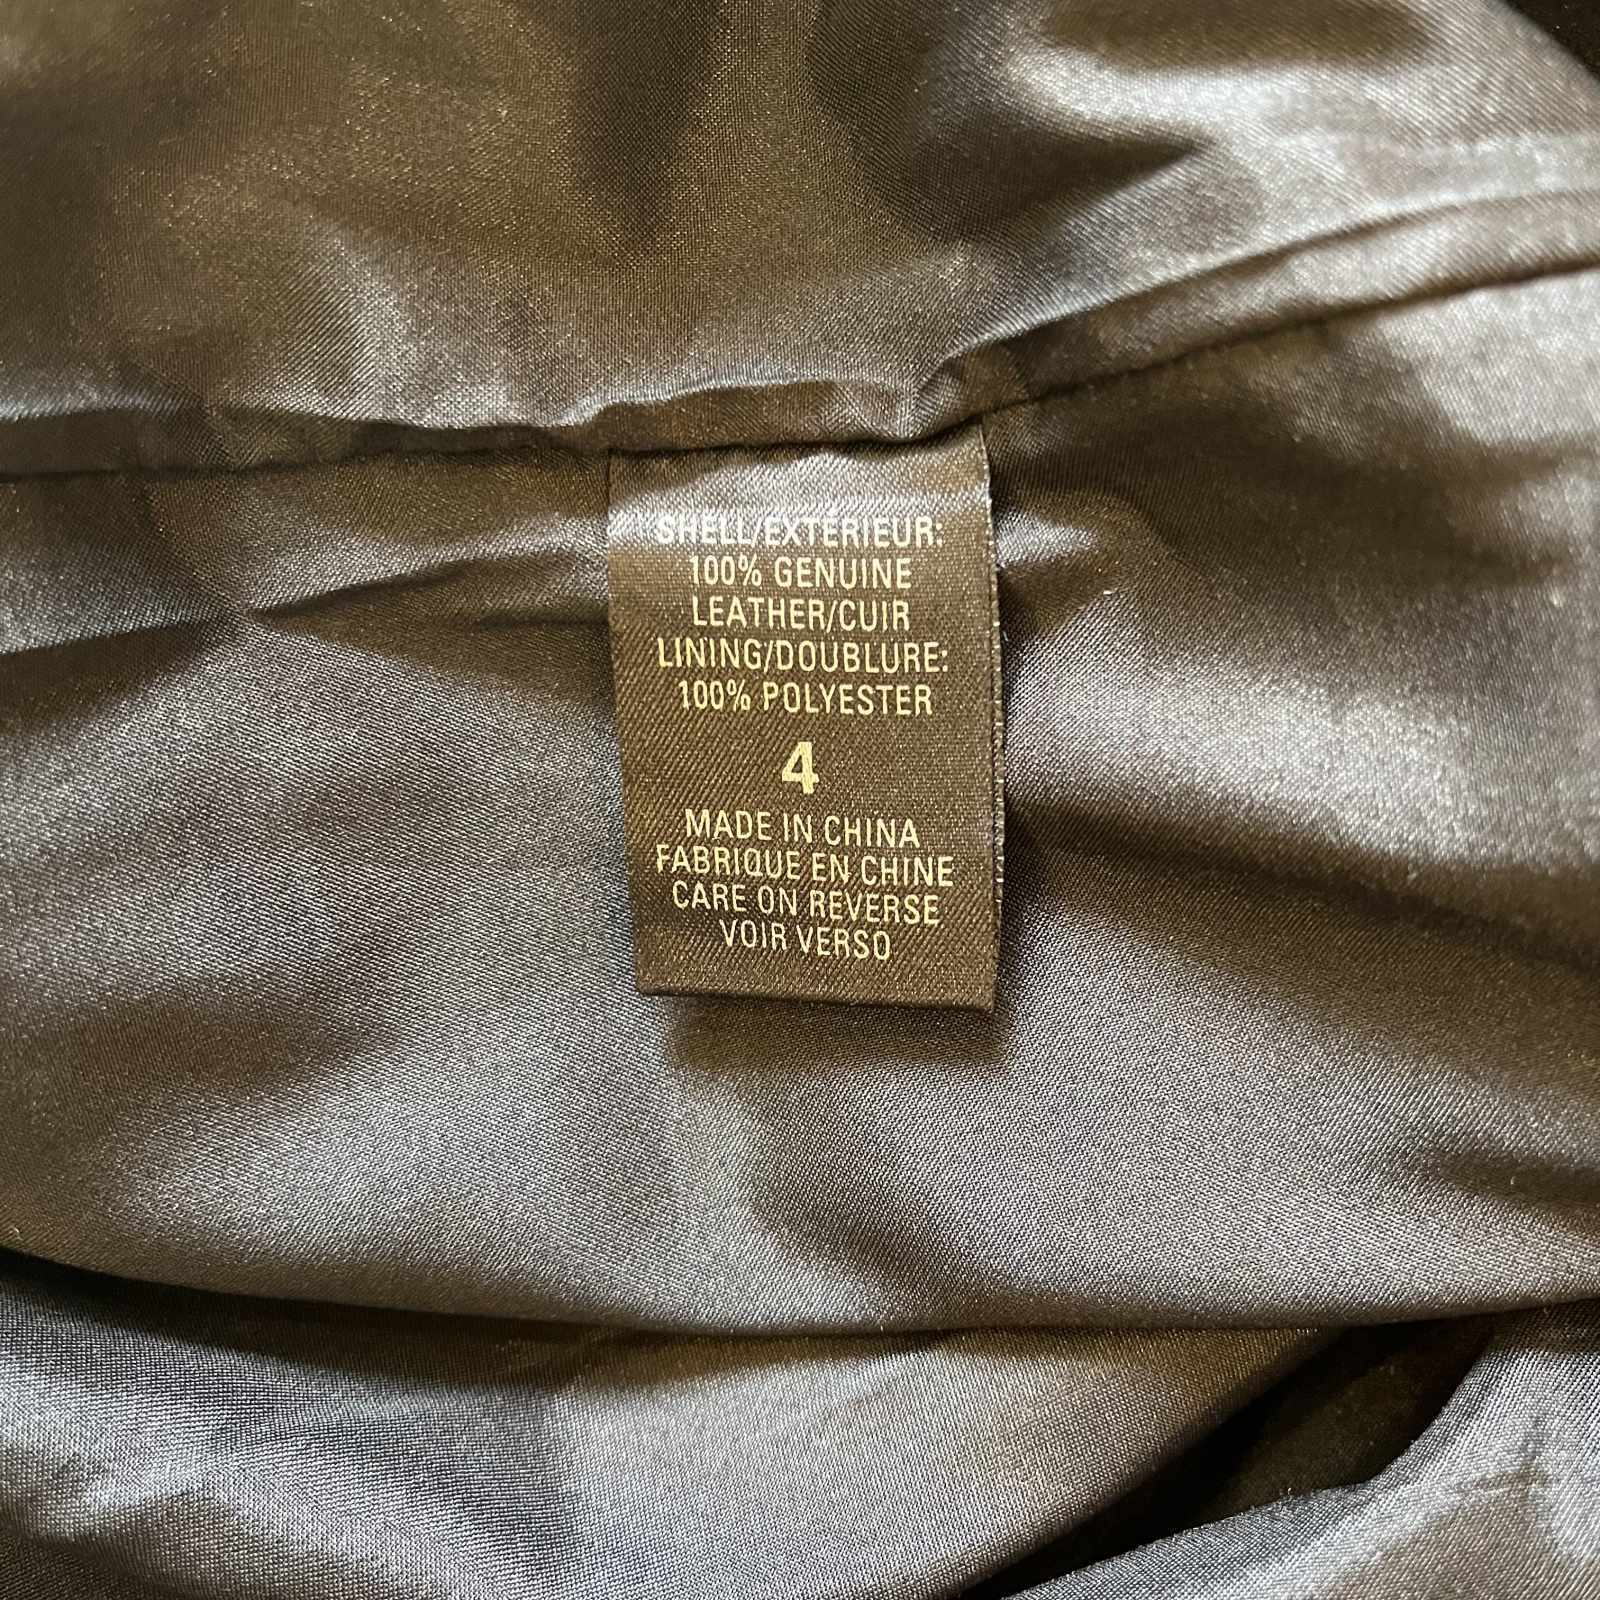 SHELL/EXTÉRIEUR:
100% GENUINE
LEATHER/CUIR
LINING/DOUBLURE:
100% POLYESTER
4
MADE IN CHINA
FABRIQUE EN CHINE
CARE ON REVERSE
VOIR VERSO